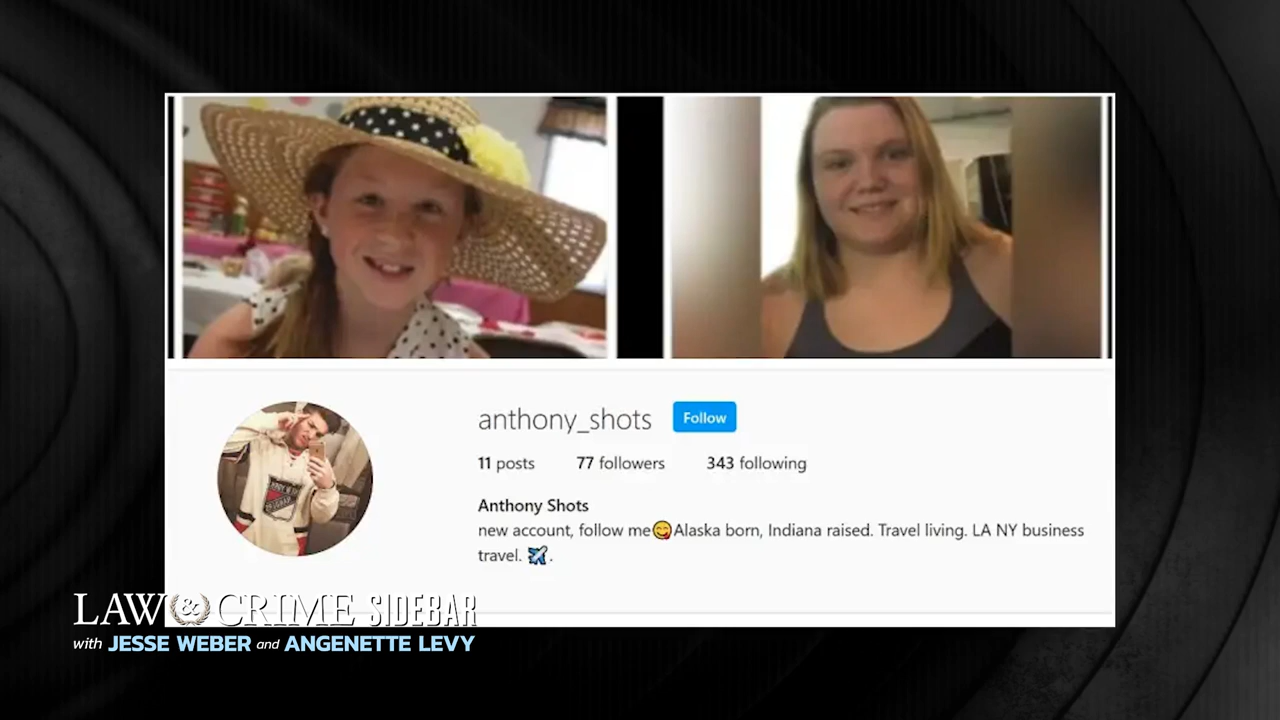 anthony_shots Follow
11 posts 77 followers 343 following
Anthony Shots
new account, follow me😋Alaska born, Indiana raised. Travel living. LA NY business
travel. ✈️.
LAW & CRIME SIDEBAR
with JESSE WEBER and ANGENETTE LEVY